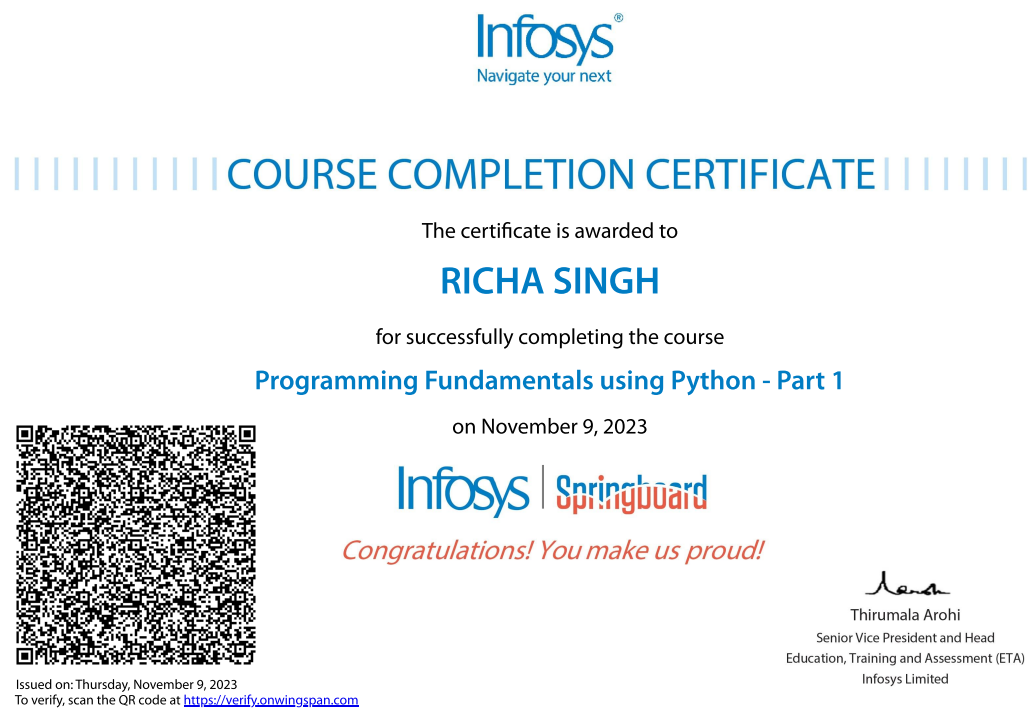 Infosys®
Navigate your next
COURSE COMPLETION CERTIFICATE
The certificate is awarded to
RICHA SINGH
for successfully completing the course
Programming Fundamentals using Python - Part 1
on November 9, 2023
Infosys | Springboard
Congratulations! You make us proud!
Thirumala Arohi
Senior Vice President and Head
Education, Training and Assessment (ETA)
Infosys Limited
Issued on: Thursday, November 9, 2023
To verify, scan the QR code at https://verify.onwingspan.com